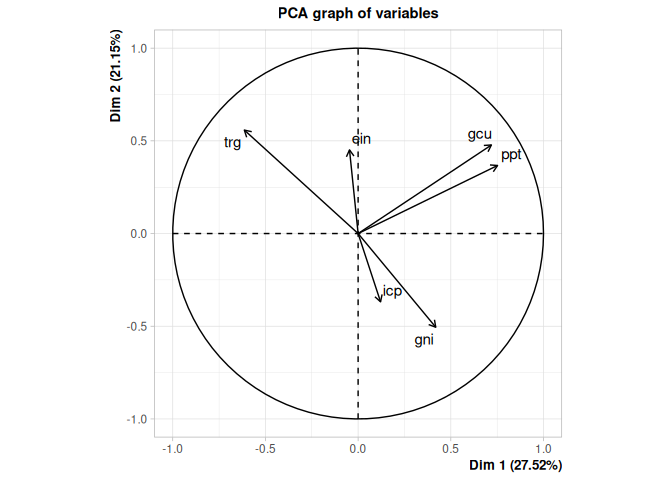 PCA graph of variables
Dim 2 (21.15%)
1.0
0.5
0.0
-0.5
-1.0
trg
ein
gcu
ppt
icp
gni
-1.0
-0.5
0.0
0.5
1.0
Dim 1 (27.52%)